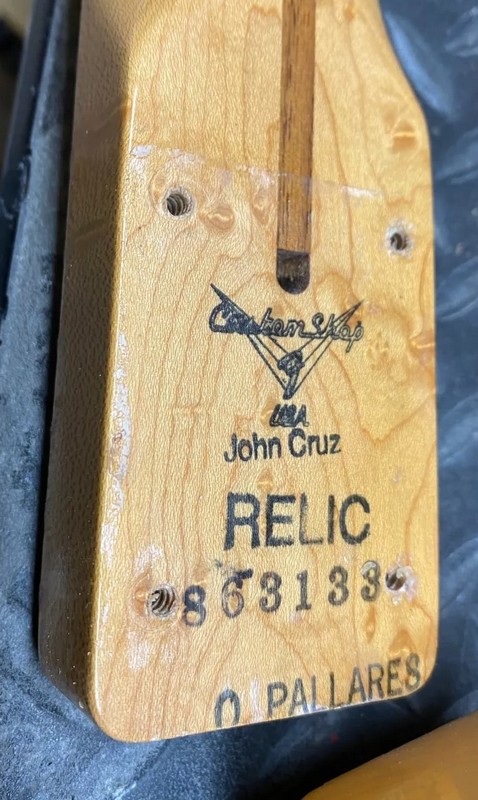 Custom Shop
USA
John Cruz
RELIC
863133
O PALLARES